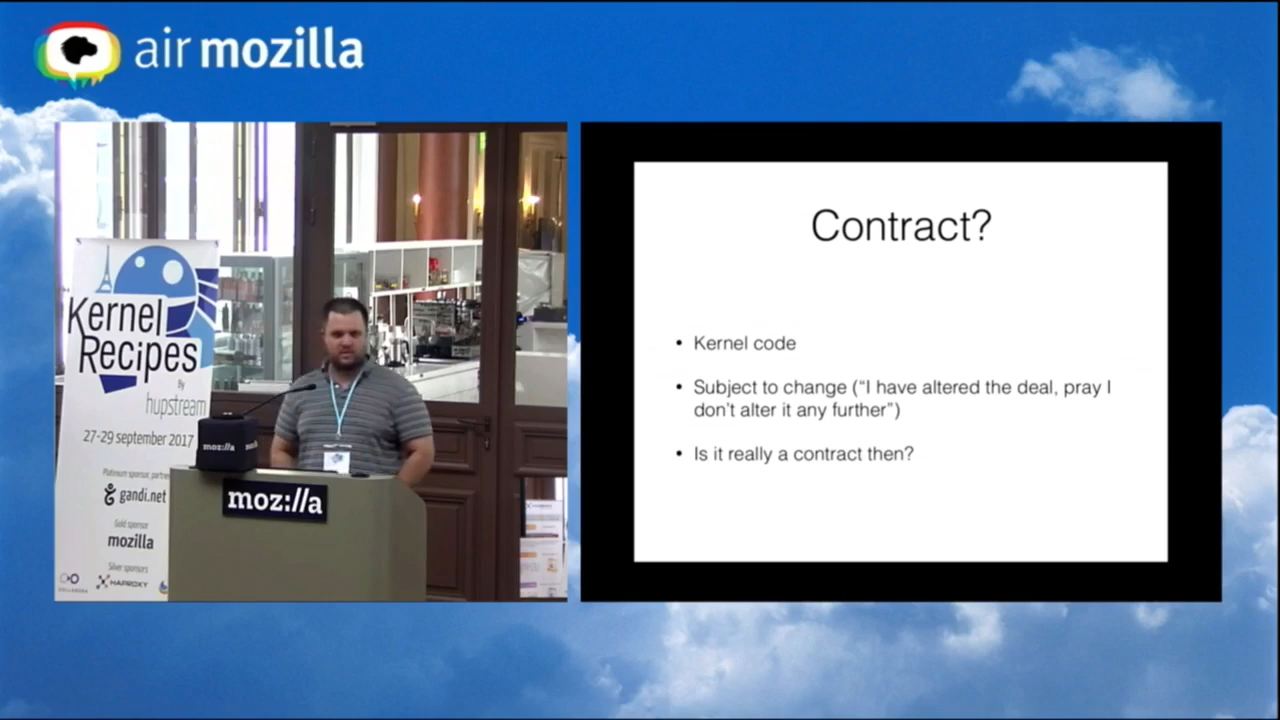 air mozilla
Kernel
Recipes
By
hupstream
27-29 september 2017
Platinum sponsor, partner
gandi.net
Gold sponsor
mozilla
Silver sponsors
HAPROXY
moz://a
moz://a
Contract?
• Kernel code
• Subject to change (“I have altered the deal, pray I
don’t alter it any further”)
• Is it really a contract then?